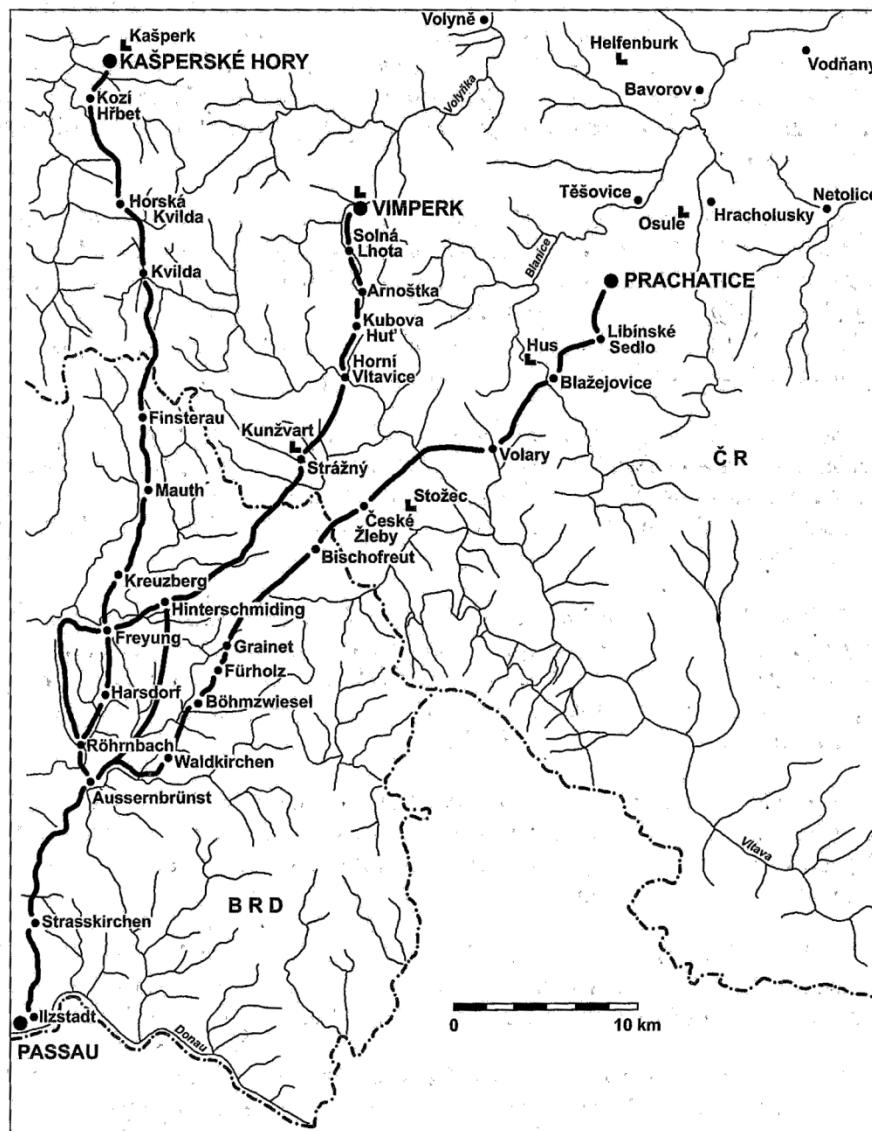 Volyně
Kašperk
KAŠPERSKÉ HORY
Helfenburk
Vodňany
Kozí
Hřbet
Volyňka
Bavorov
Horská
Kvilda
VIMPERK
Těšovice
Osule
Hracholusky
Netolice
Solná
Lhota
Blanice
Kvilda
Arnoštka
PRACHATICE
Kubova
Huť
Hus
Libínské
Sedlo
Horní
Vltavice
Blažejovice
Finsterau
Kunžvart
Strážný
Volary
Č R
Mauth
Stožec
České
Žleby
Bischofreut
Kreuzberg
Hinterschmiding
Freyung
Grainet
Fürholz
Harsdorf
Böhmzwiesel
Röhrnbach
Waldkirchen
Aussernbrünst
Vltava
B R D
Strasskirchen
Ilzstadt
0 10 km
PASSAU
Donau